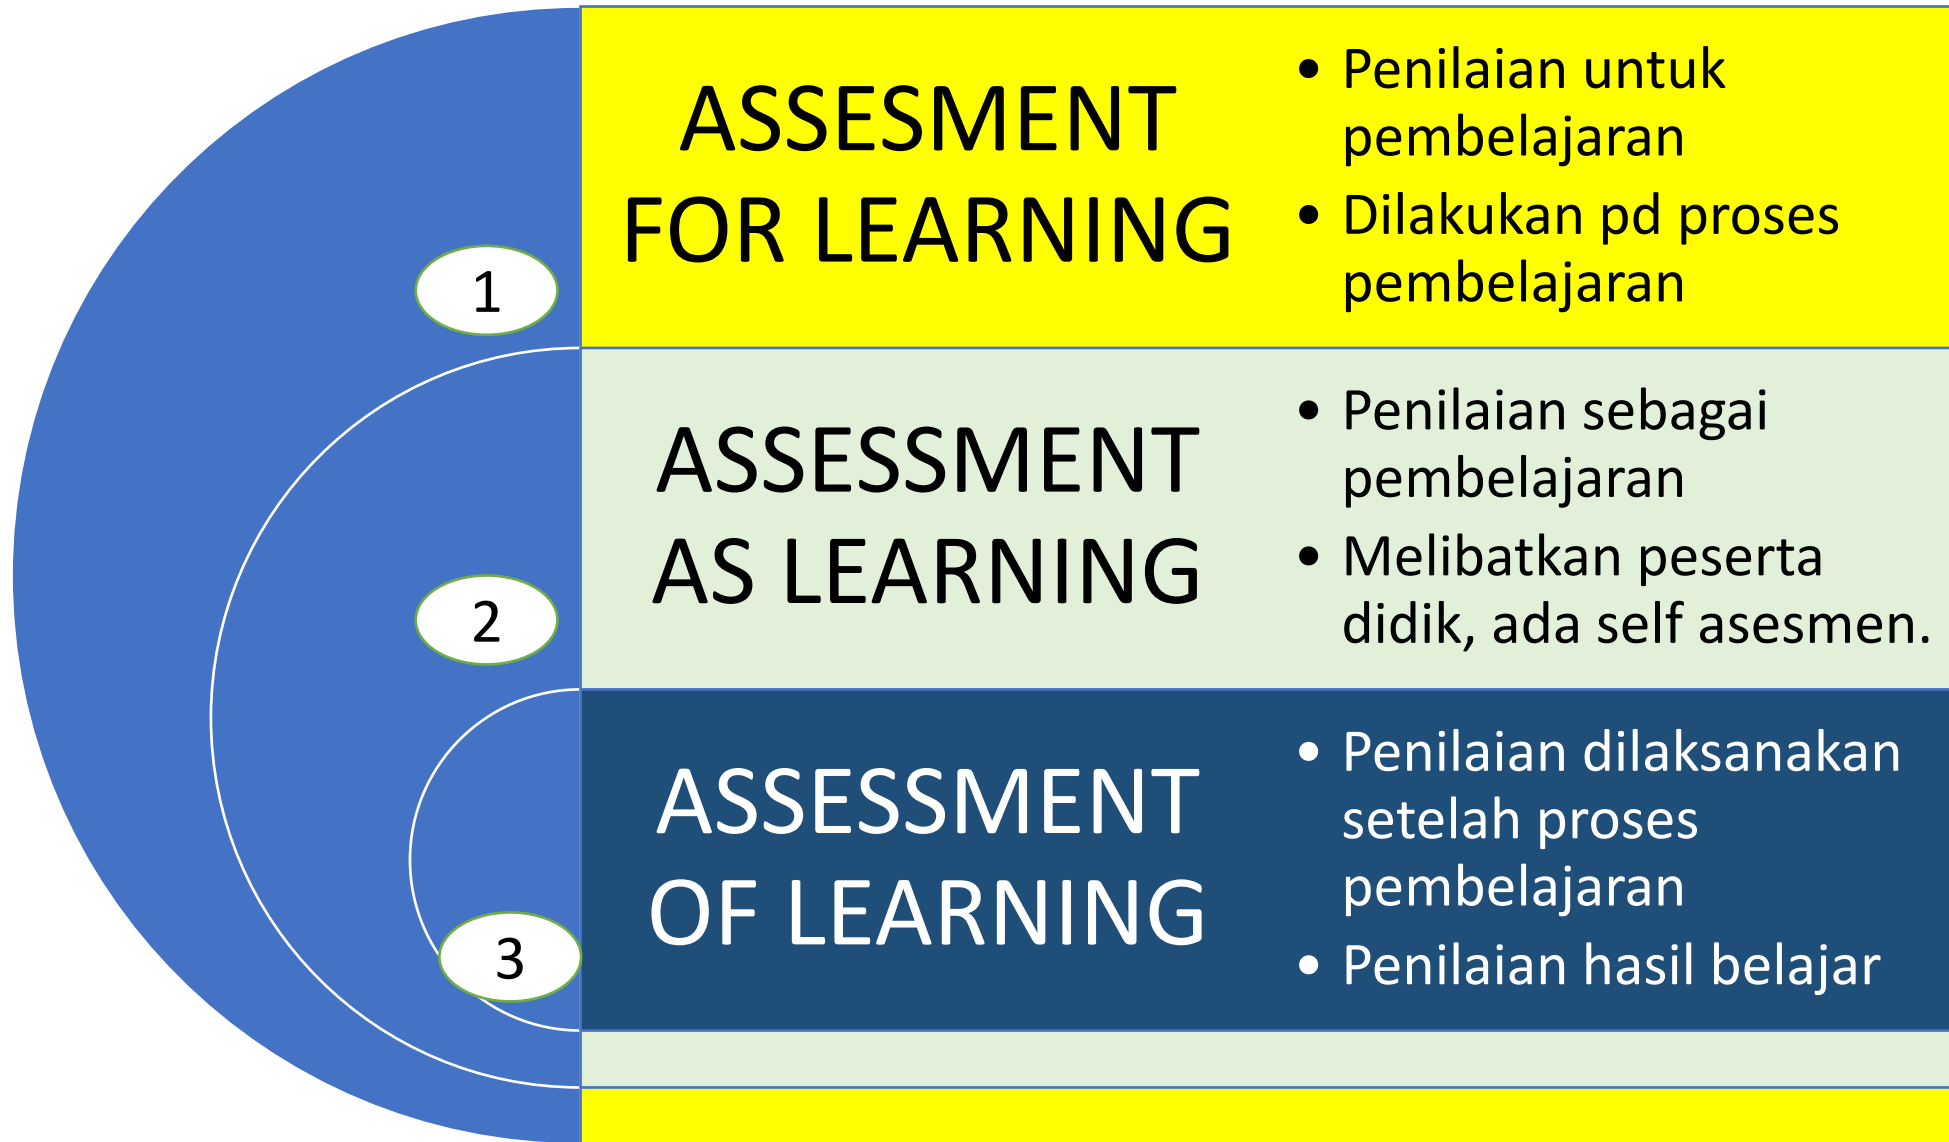 1
ASSESMENT
FOR LEARNING
• Penilaian untuk
pembelajaran
• Dilakukan pd proses
pembelajaran
2
ASSESSMENT
AS LEARNING
• Penilaian sebagai
pembelajaran
• Melibatkan peserta
didik, ada self asesmen.
3
ASSESSMENT
OF LEARNING
• Penilaian dilaksanakan
setelah proses
pembelajaran
• Penilaian hasil belajar